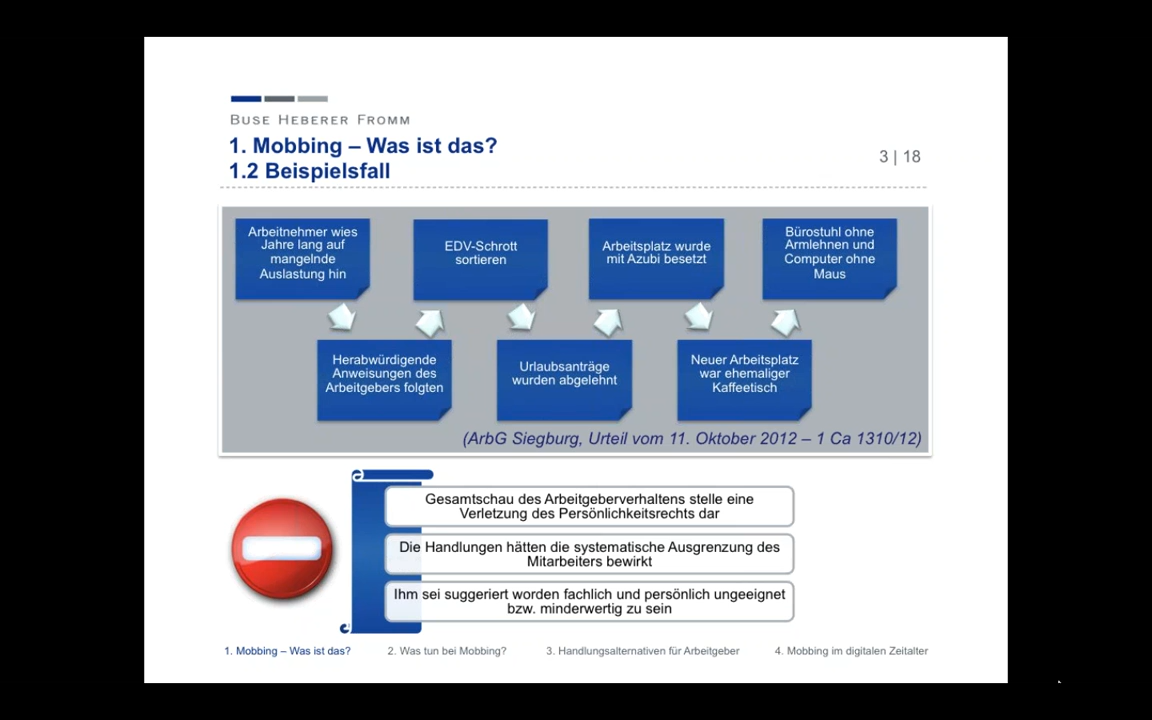 BUSE HEBERER FROMM
1. Mobbing – Was ist das?
1.2 Beispielsfall
3 | 18
Arbeitnehmer wies
Jahre lang auf
mangelnde
Auslastung hin
Herabwürdigende
Anweisungen des
Arbeitgebers folgten
EDV-Schrott
sortieren
Urlaubsanträge
wurden abgelehnt
Arbeitsplatz wurde
mit Azubi besetzt
Neuer Arbeitsplatz
war ehemaliger
Kaffeetisch
Bürostuhl ohne
Armlehnen und
Computer ohne
Maus
(ArbG Siegburg, Urteil vom 11. Oktober 2012 – 1 Ca 1310/12)
Gesamtschau des Arbeitgeberverhaltens stelle eine
Verletzung des Persönlichkeitsrechts dar
Die Handlungen hätten die systematische Ausgrenzung des
Mitarbeiters bewirkt
Ihm sei suggeriert worden fachlich und persönlich ungeeignet
bzw. minderwertig zu sein
1. Mobbing – Was ist das?
2. Was tun bei Mobbing?
3. Handlungsalternativen für Arbeitgeber
4. Mobbing im digitalen Zeitalter